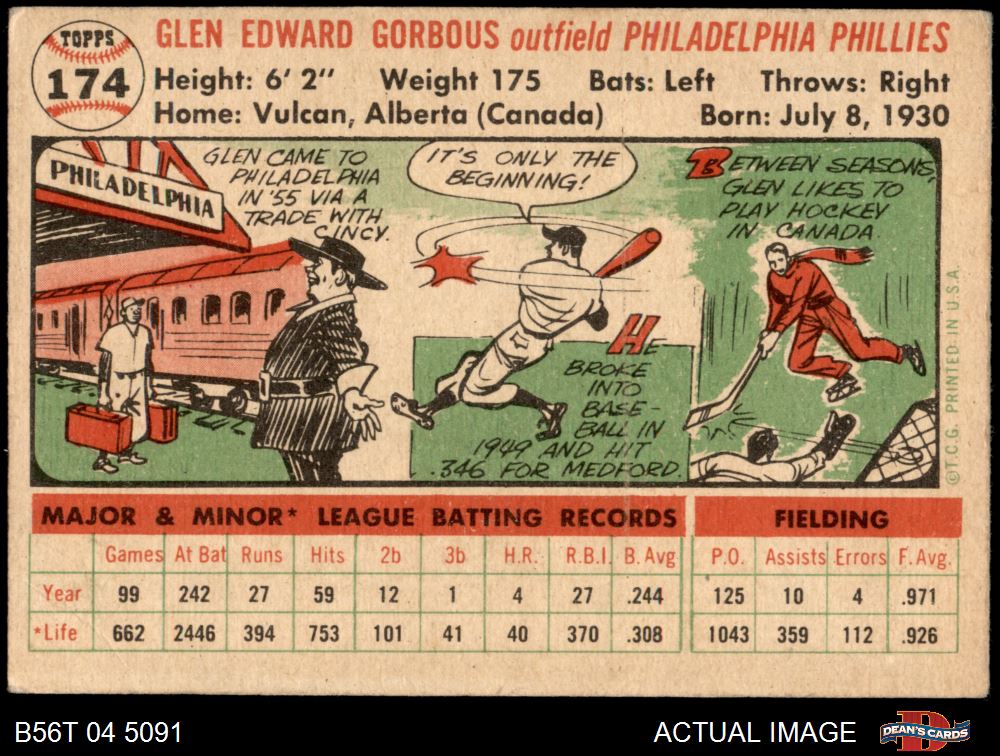 TOPPS
174
GLEN EDWARD GORBOUS outfield PHILADELPHIA PHILLIES
Height: 6' 2" Weight 175 Bats: Left Throws: Right
Home: Vulcan, Alberta (Canada) Born: July 8, 1930
PHILADELPHIA
GLEN CAME TO
PHILADELPHIA
IN '55 VIA A
TRADE WITH
CINCY.
IT'S ONLY THE
BEGINNING!
HE
BROKE
INTO
BASE-
BALL IN
1949 AND HIT
.346 FOR MEDFORD.
BETWEEN SEASONS,
GLEN LIKES TO
PLAY HOCKEY
IN CANADA.
©T.C.G. PRINTED IN U.S.A.
MAJOR & MINOR* LEAGUE BATTING RECORDS FIELDING
Games At Bat Runs Hits 2b 3b H.R. R.B.I. B. Avg P.O. Assists Errors F. Avg.
Year 99 242 27 59 12 1 4 27 .244 125 10 4 .971
*Life 662 2446 394 753 101 41 40 370 .308 1043 359 112 .926
B56T 04 5091 ACTUAL IMAGE
D
DEAN'S CARDS